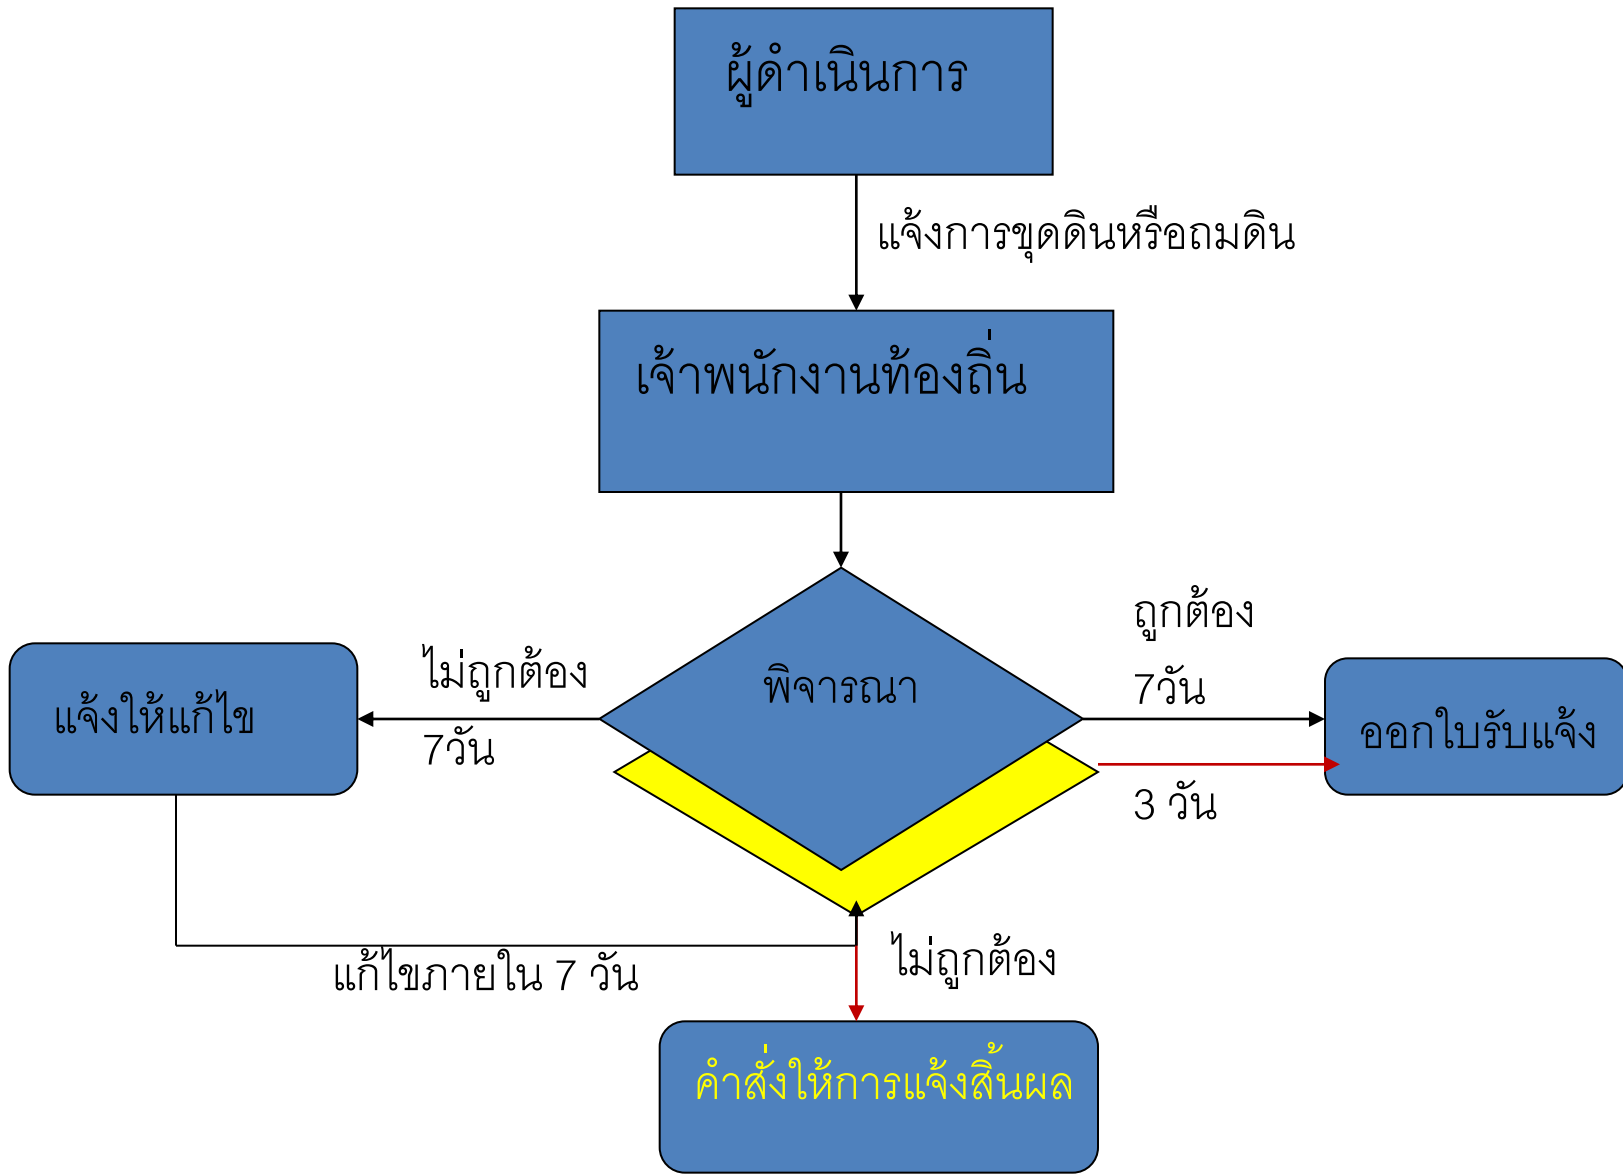 ผู้ดำเนินการ
แจ้งการขุดดินหรือถมดิน
เจ้าพนักงานท้องถิ่น
ถูกต้อง
ไม่ถูกต้อง
พิจารณา
7วัน
แจ้งให้แก้ไข
ออกใบรับแจ้ง
7วัน
3 วัน
ไม่ถูกต้อง
แก้ไขภายใน 7 วัน
คำสั่งให้การแจ้งสิ้นผล